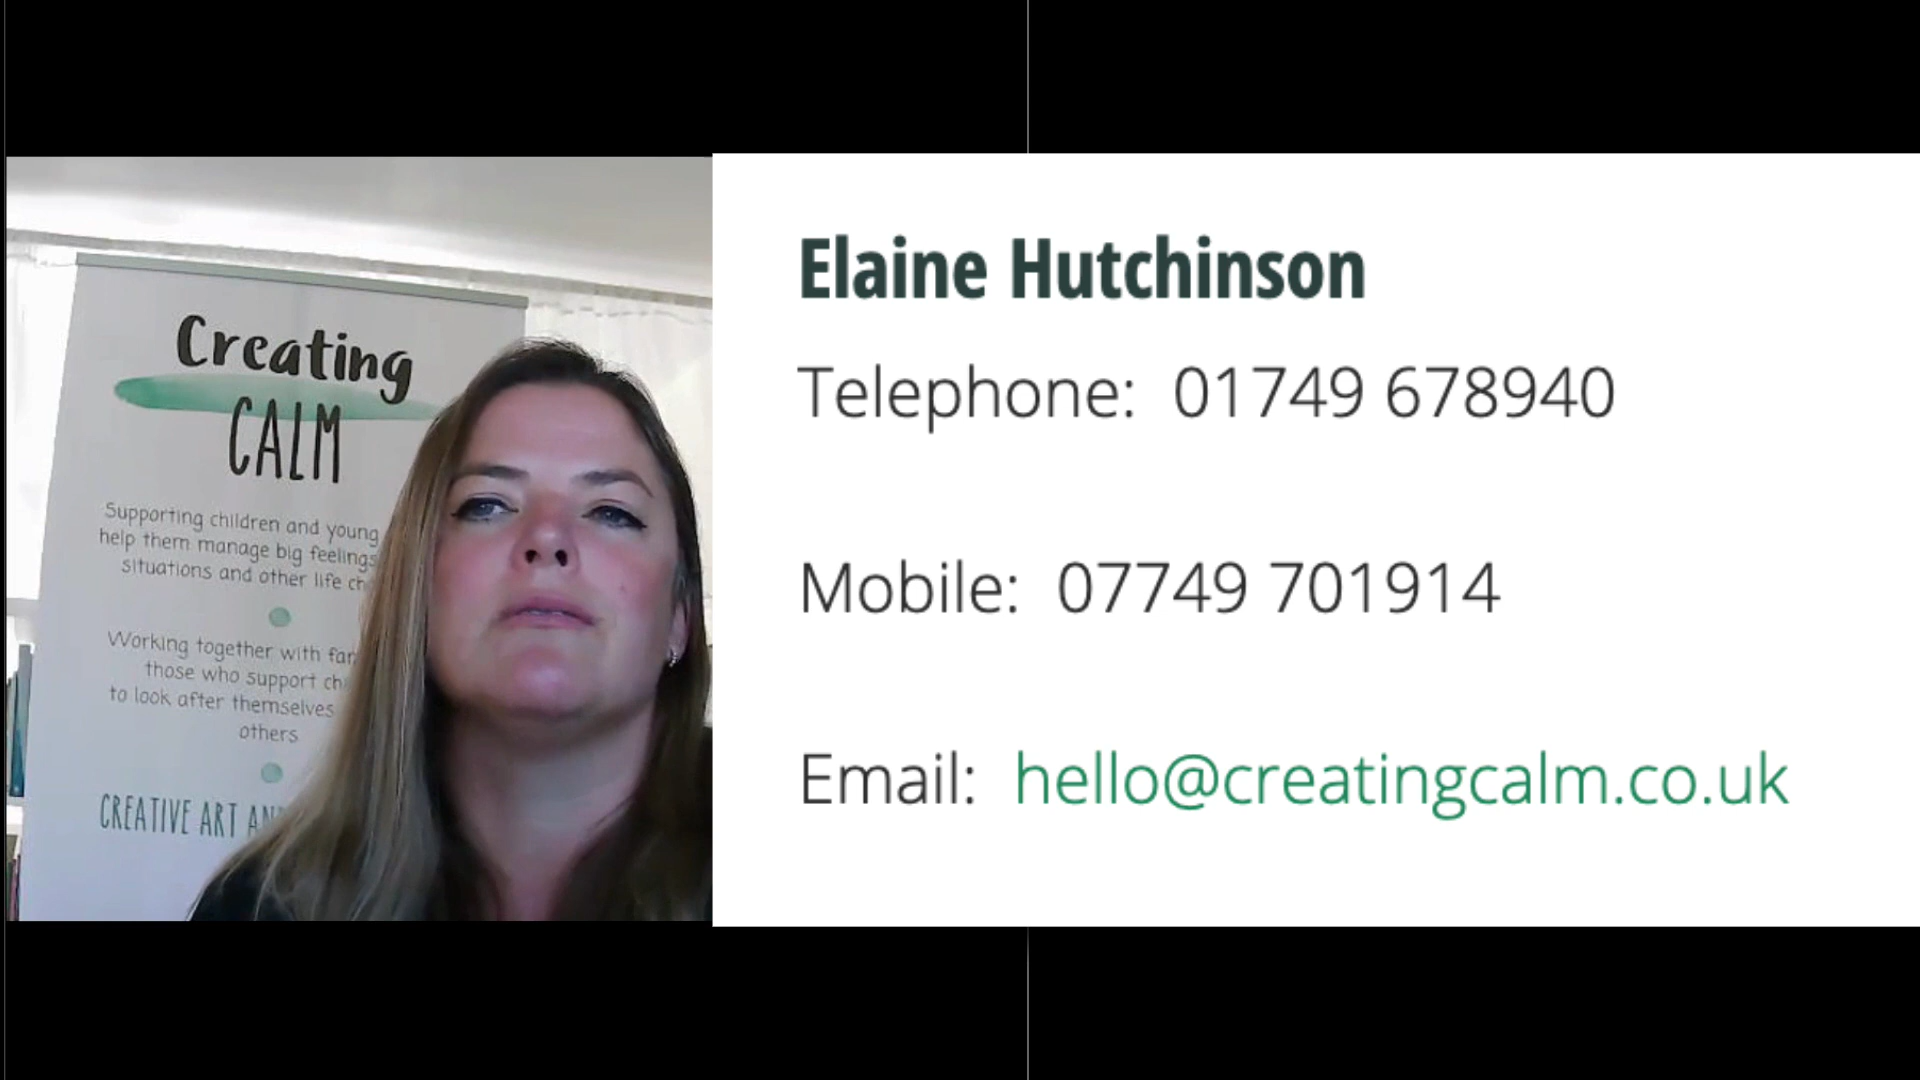 Creating
CALM
Supporting children and young
help them manage big feelings
situations and other life
Working together with
those who support
to look after themselves
others
CREATIVE ART
Elaine Hutchinson
Telephone: 01749 678940
Mobile: 07749 701914
Email: hello@creatingcalm.co.uk